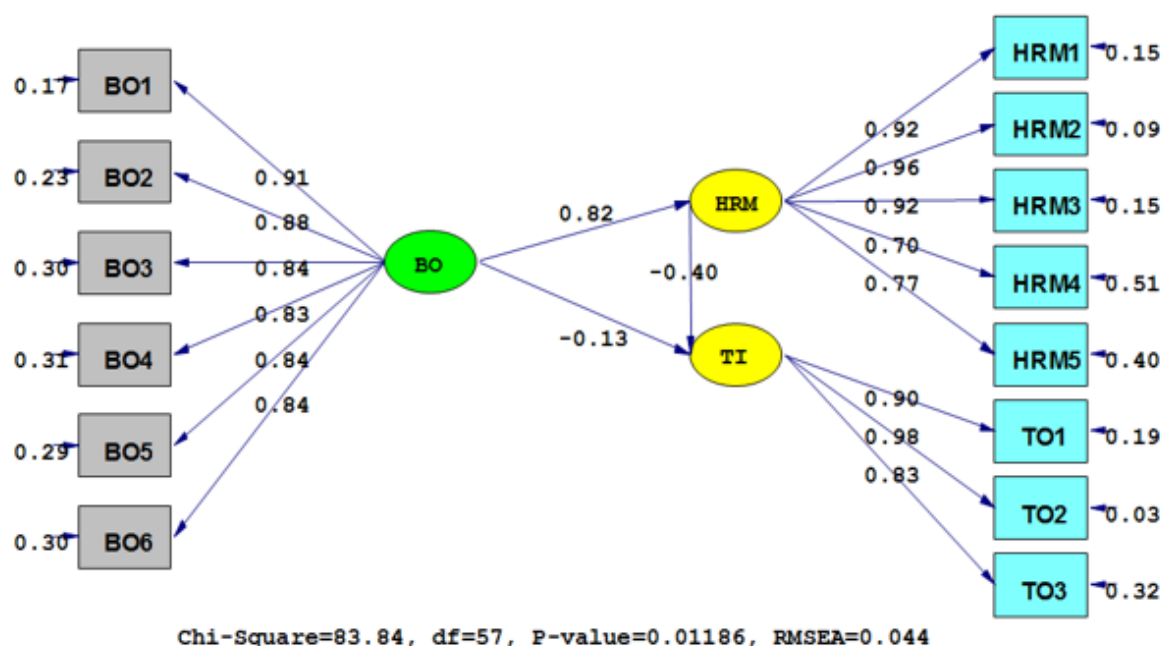 0.17
BO1
0.23
BO2
0.30
BO3
0.31
BO4
0.29
BO5
0.30
BO6
0.91
0.88
0.84
0.83
0.84
0.84
BO
0.82
-0.13
HRM
-0.40
TI
0.92
0.96
0.92
0.70
0.77
0.90
0.98
0.83
HRM1
0.15
HRM2
0.09
HRM3
0.15
HRM4
0.51
HRM5
0.40
TO1
0.19
TO2
0.03
TO3
0.32
Chi-Square=83.84, df=57, P-value=0.01186, RMSEA=0.044